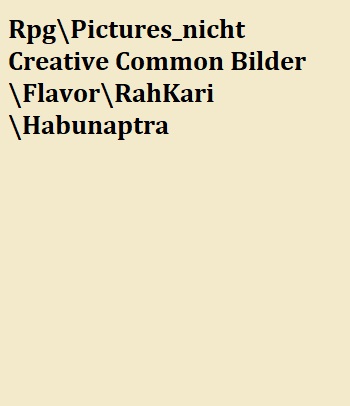 Rpg\Pictures_nicht
Creative Common Bilder
\Flavor\RahKari
\Habunaptra